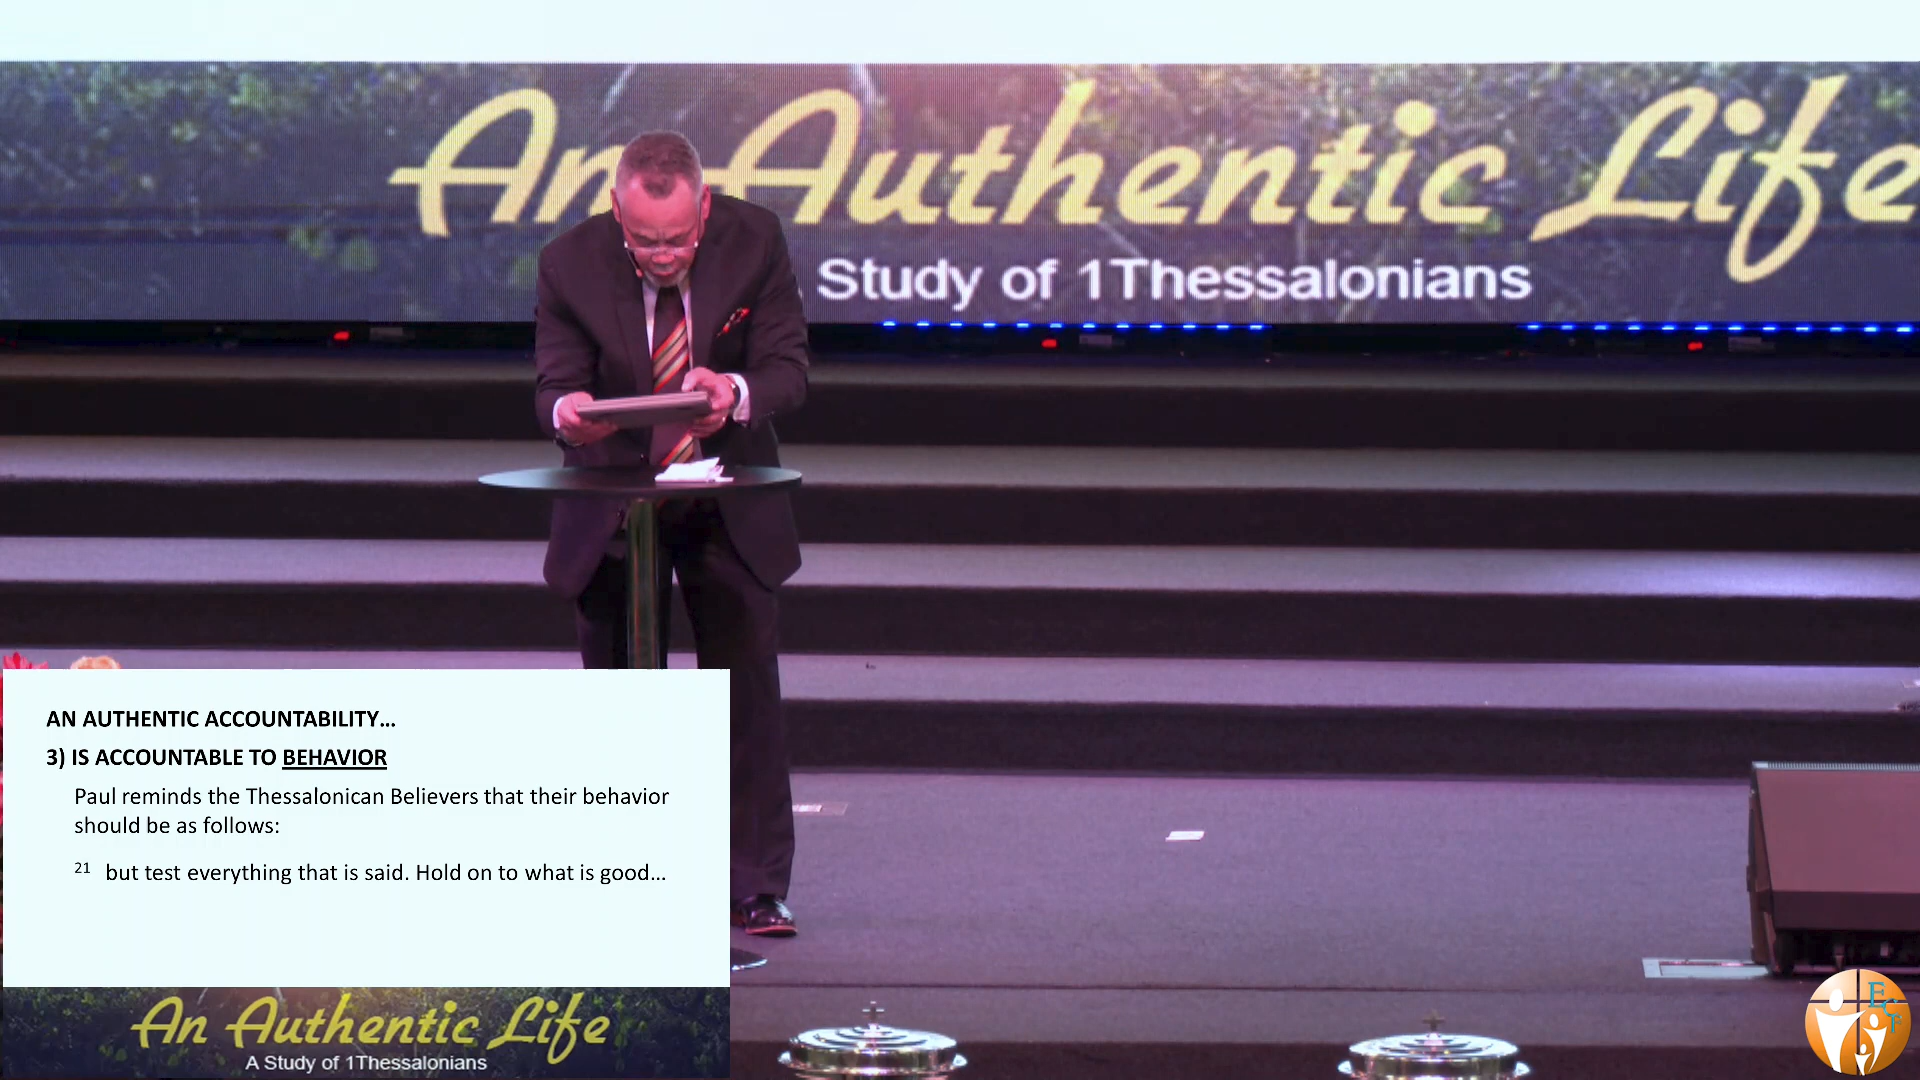 An Authentic Life
Study of 1Thessalonians
AN AUTHENTIC ACCOUNTABILITY...
3) IS ACCOUNTABLE TO BEHAVIOR
Paul reminds the Thessalonican Believers that their behavior
should be as follows:
21 but test everything that is said. Hold on to what is good...
An Authentic Life
A Study of 1Thessalonians
ECF